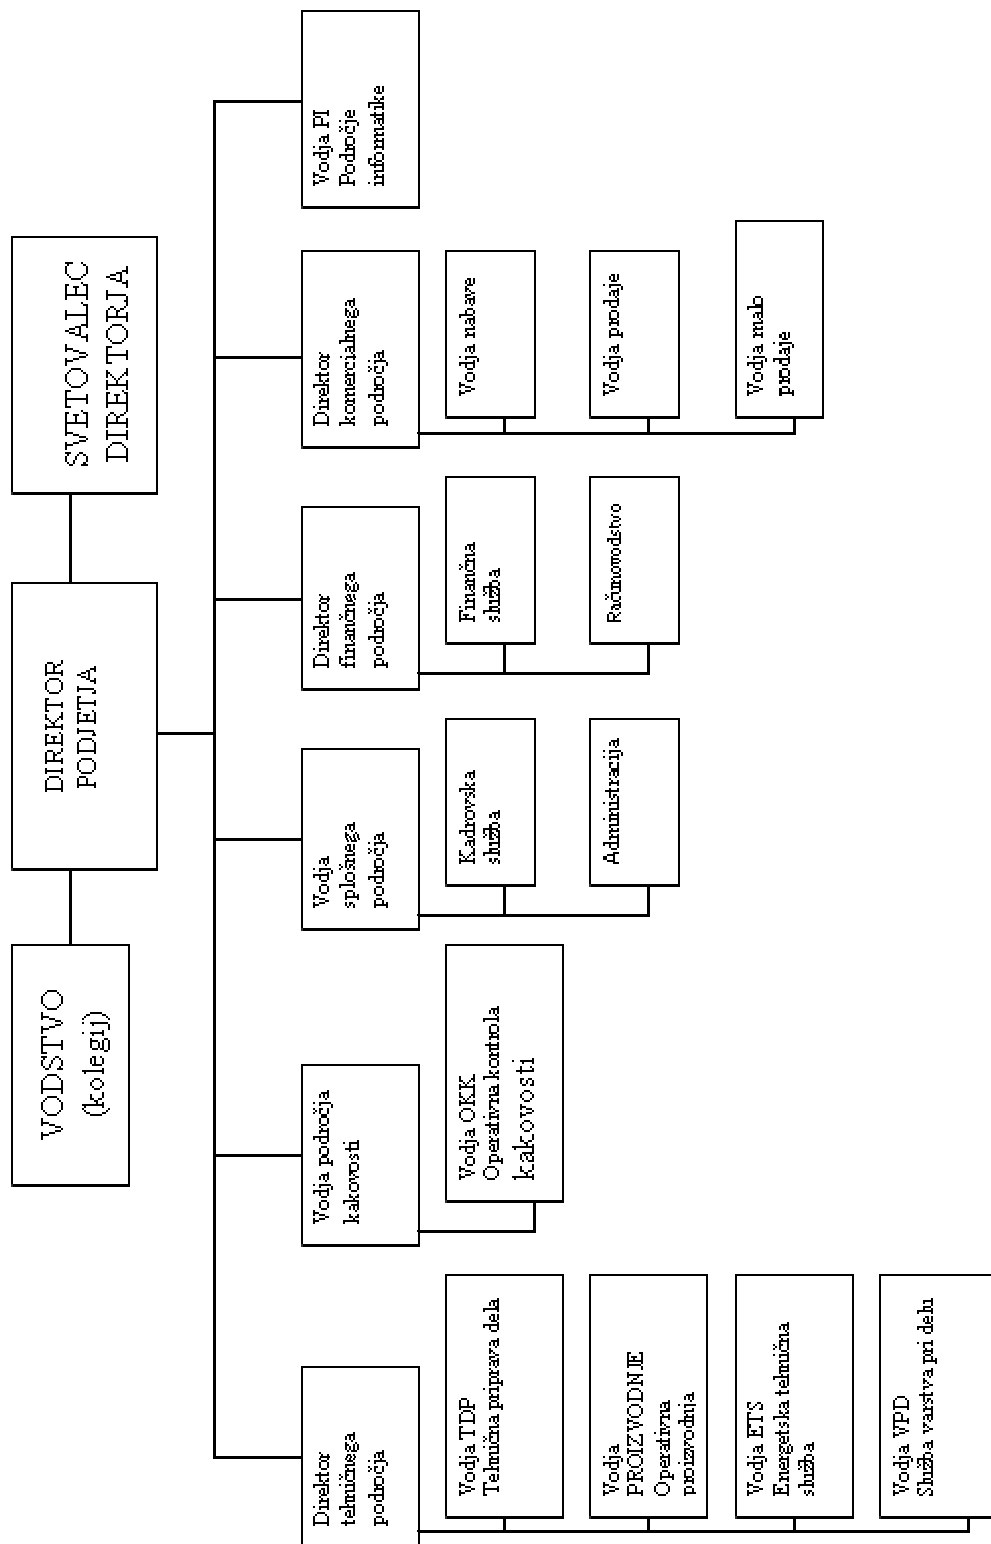 VODSTVO
(kolegij)
DIREKTOR
PODJETJA
SVETOVALEC
DIREKTORJA
Direktor
tehničnega
področja
Vodja področja
kakovosti
Vodja
splošnega
področja
Direktor
finančnega
področja
Direktor
komercialnega
področja
Vodja PI
Področje
informatike
Vodja TDP
Tehnična priprava dela
Vodja
PROIZVODNJE
Operativna
proizvodnja
Vodja ETS
Energetska tehnična
služba
Vodja VPD
Služba varstva pri delu
Vodja OKK
Operativna kontrola
kakovosti
Kadrovska
služba
Administracija
Finančna
služba
Računovodstvo
Vodja nabave
Vodja prodaje
Vodja malo
prodaje